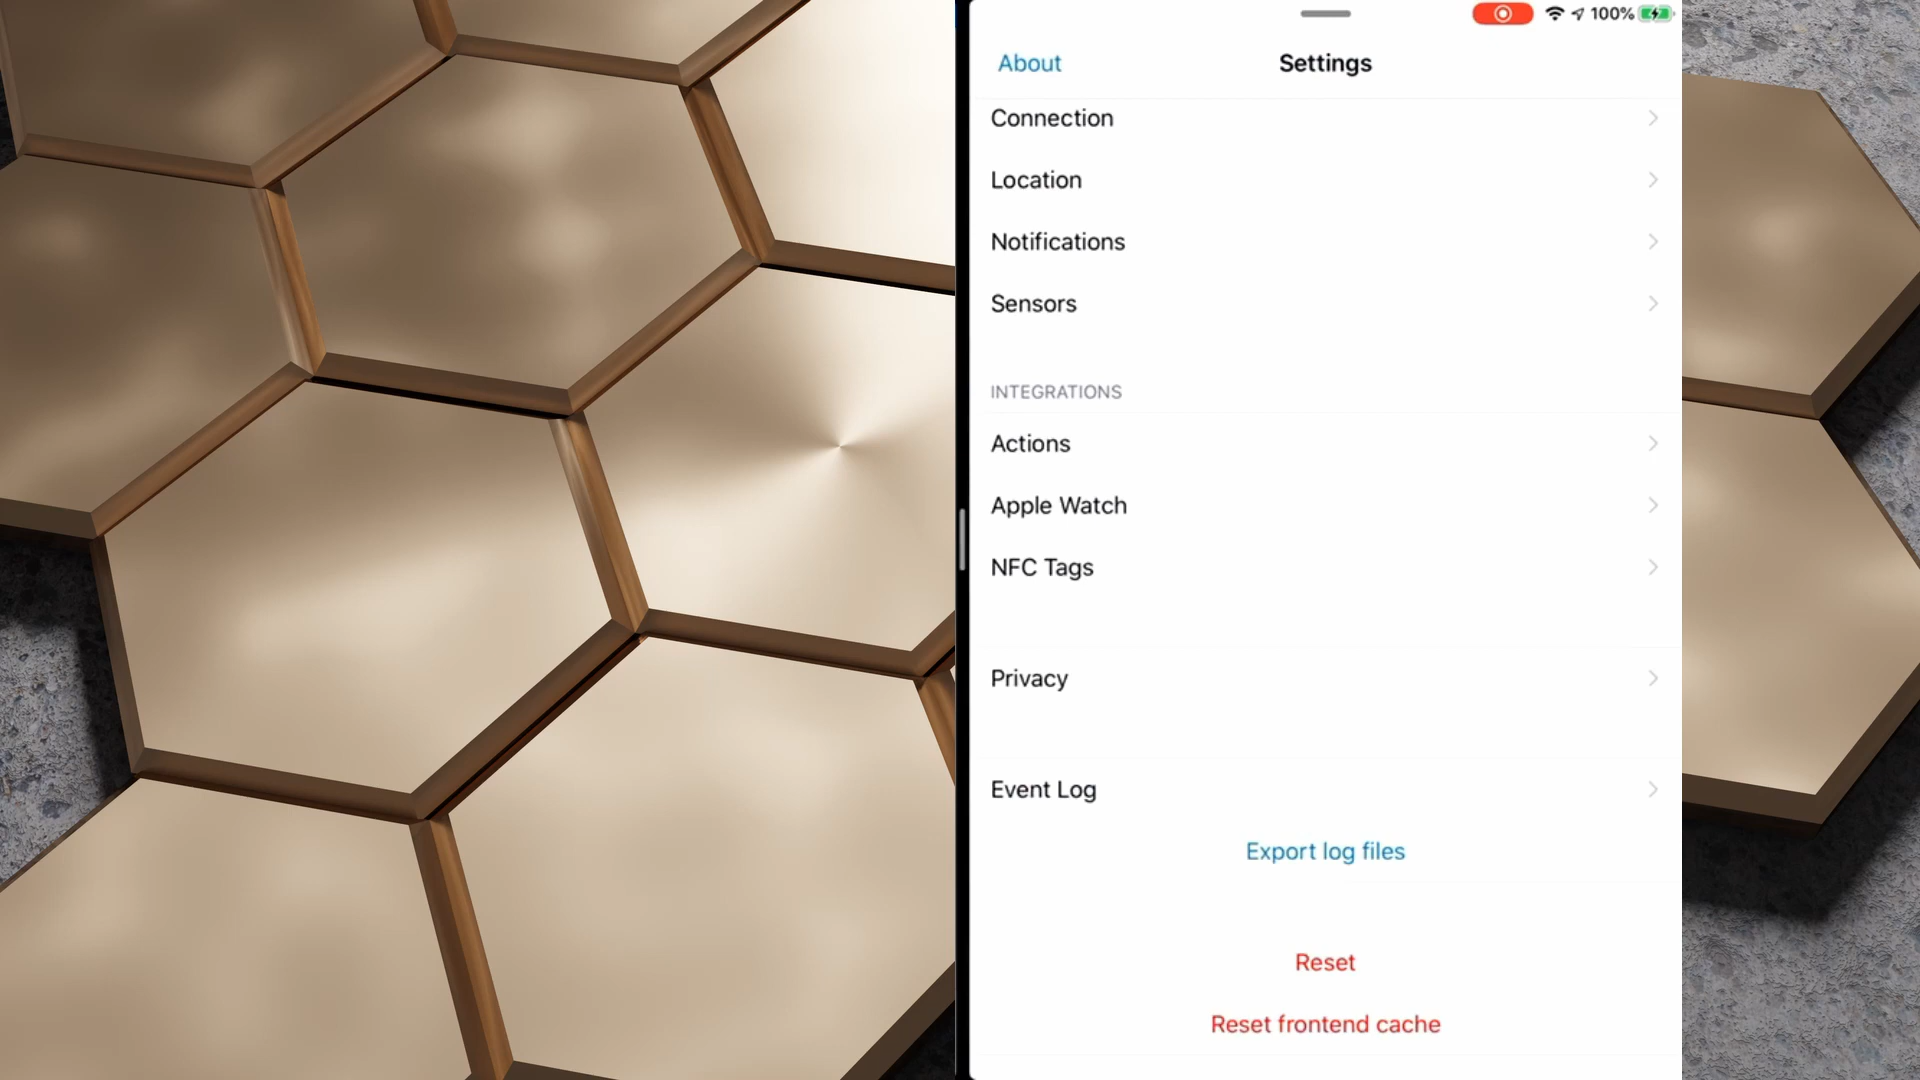 100%
About
Settings
Connection
Location
Notifications
Sensors
INTEGRATIONS
Actions
Apple Watch
NFC Tags
Privacy
Event Log
Export log files
Reset
Reset frontend cache